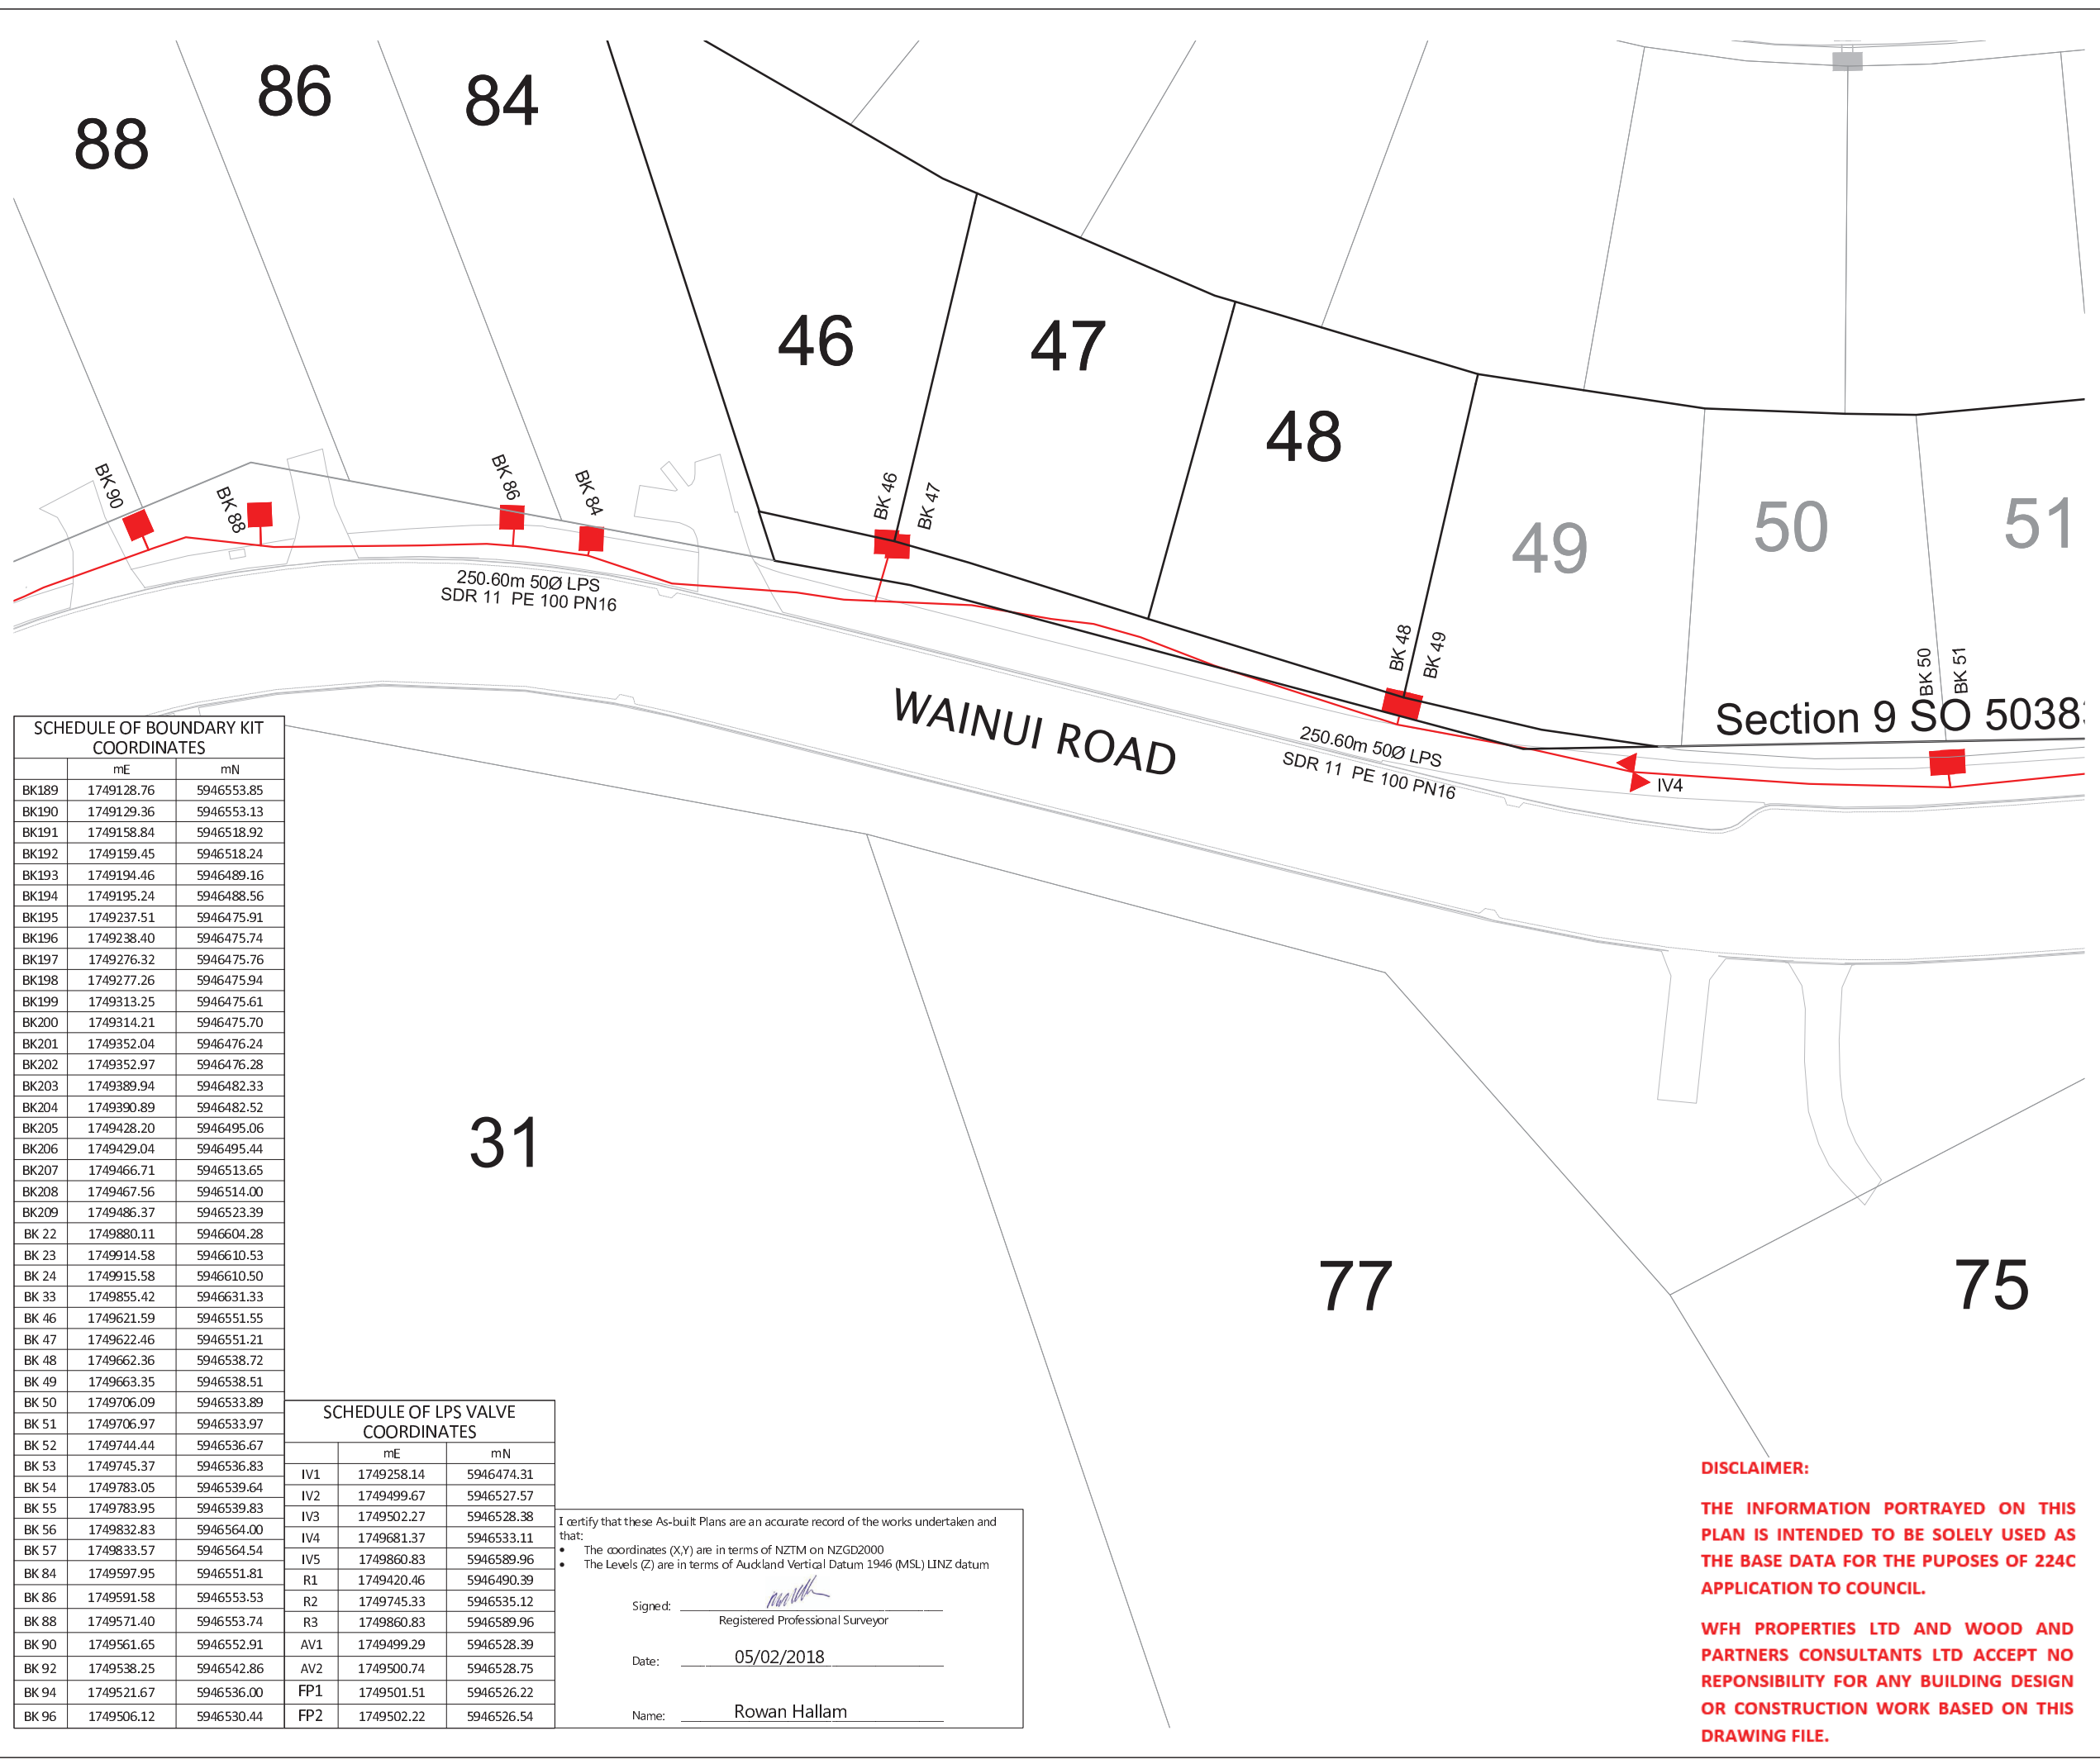 88
86
84
46
47
48
49
50
51
BK 90
BK 88
BK 86
BK 84
BK 46
BK 47
BK 48
BK 49
BK 50
BK 51
250.60m 50Ø LPS
SDR 11 PE 100 PN16
WAINUI ROAD
250.60m 50Ø LPS
SDR 11 PE 100 PN16
Section 9 SO 5038
IV4
31
77
75
SCHEDULE OF BOUNDARY KIT
COORDINATES
mE mN
BK189 1749128.76 5946553.85
BK190 1749129.36 5946553.13
BK191 1749158.84 5946518.92
BK192 1749159.45 5946518.24
BK193 1749194.46 5946489.16
BK194 1749195.24 5946488.56
BK195 1749237.51 5946475.91
BK196 1749238.40 5946475.74
BK197 1749276.32 5946475.76
BK198 1749277.26 5946475.94
BK199 1749313.25 5946475.61
BK200 1749314.21 5946475.70
BK201 1749352.04 5946476.24
BK202 1749352.97 5946476.28
BK203 1749389.94 5946482.33
BK204 1749390.89 5946482.52
BK205 1749428.20 5946495.06
BK206 1749429.04 5946495.44
BK207 1749466.71 5946513.65
BK208 1749467.56 5946514.00
BK209 1749486.37 5946523.39
BK 22 1749880.11 5946604.28
BK 23 1749914.58 5946610.53
BK 24 1749915.58 5946610.50
BK 33 1749855.42 5946631.33
BK 46 1749621.59 5946551.55
BK 47 1749622.46 5946551.21
BK 48 1749662.36 5946538.72
BK 49 1749663.35 5946538.51
BK 50 1749706.09 5946533.89
BK 51 1749706.97 5946533.97
BK 52 1749744.44 5946536.67
BK 53 1749745.37 5946536.83
BK 54 1749783.05 5946539.64
BK 55 1749783.95 5946539.83
BK 56 1749832.83 5946564.00
BK 57 1749833.57 5946564.54
BK 84 1749597.95 5946551.81
BK 86 1749591.58 5946553.53
BK 88 1749571.40 5946553.74
BK 90 1749561.65 5946552.91
BK 92 1749538.25 5946542.86
BK 94 1749521.67 5946536.00
BK 96 1749506.12 5946530.44
SCHEDULE OF LPS VALVE
COORDINATES
mE mN
IV1 1749258.14 5946474.31
IV2 1749499.67 5946527.57
IV3 1749502.27 5946528.38
IV4 1749681.37 5946533.11
IV5 1749860.83 5946589.96
R1 1749420.46 5946490.39
R2 1749745.33 5946535.12
R3 1749860.83 5946589.96
AV1 1749499.29 5946528.39
AV2 1749500.74 5946528.75
FP1 1749501.51 5946526.22
FP2 1749502.22 5946526.54
I certify that these As-built Plans are an accurate record of the works undertaken and
that:
• The coordinates (X,Y) are in terms of NZTM on NZGD2000
• The Levels (Z) are in terms of Auckland Vertical Datum 1946 (MSL) LINZ datum
Signed:
Registered Professional Surveyor
Date: 05/02/2018
Name: Rowan Hallam
DISCLAIMER:
THE INFORMATION PORTRAYED ON THIS
PLAN IS INTENDED TO BE SOLELY USED AS
THE BASE DATA FOR THE PUPOSES OF 224C
APPLICATION TO COUNCIL.
WFH PROPERTIES LTD AND WOOD AND
PARTNERS CONSULTANTS LTD ACCEPT NO
REPONSIBILITY FOR ANY BUILDING DESIGN
OR CONSTRUCTION WORK BASED ON THIS
DRAWING FILE.